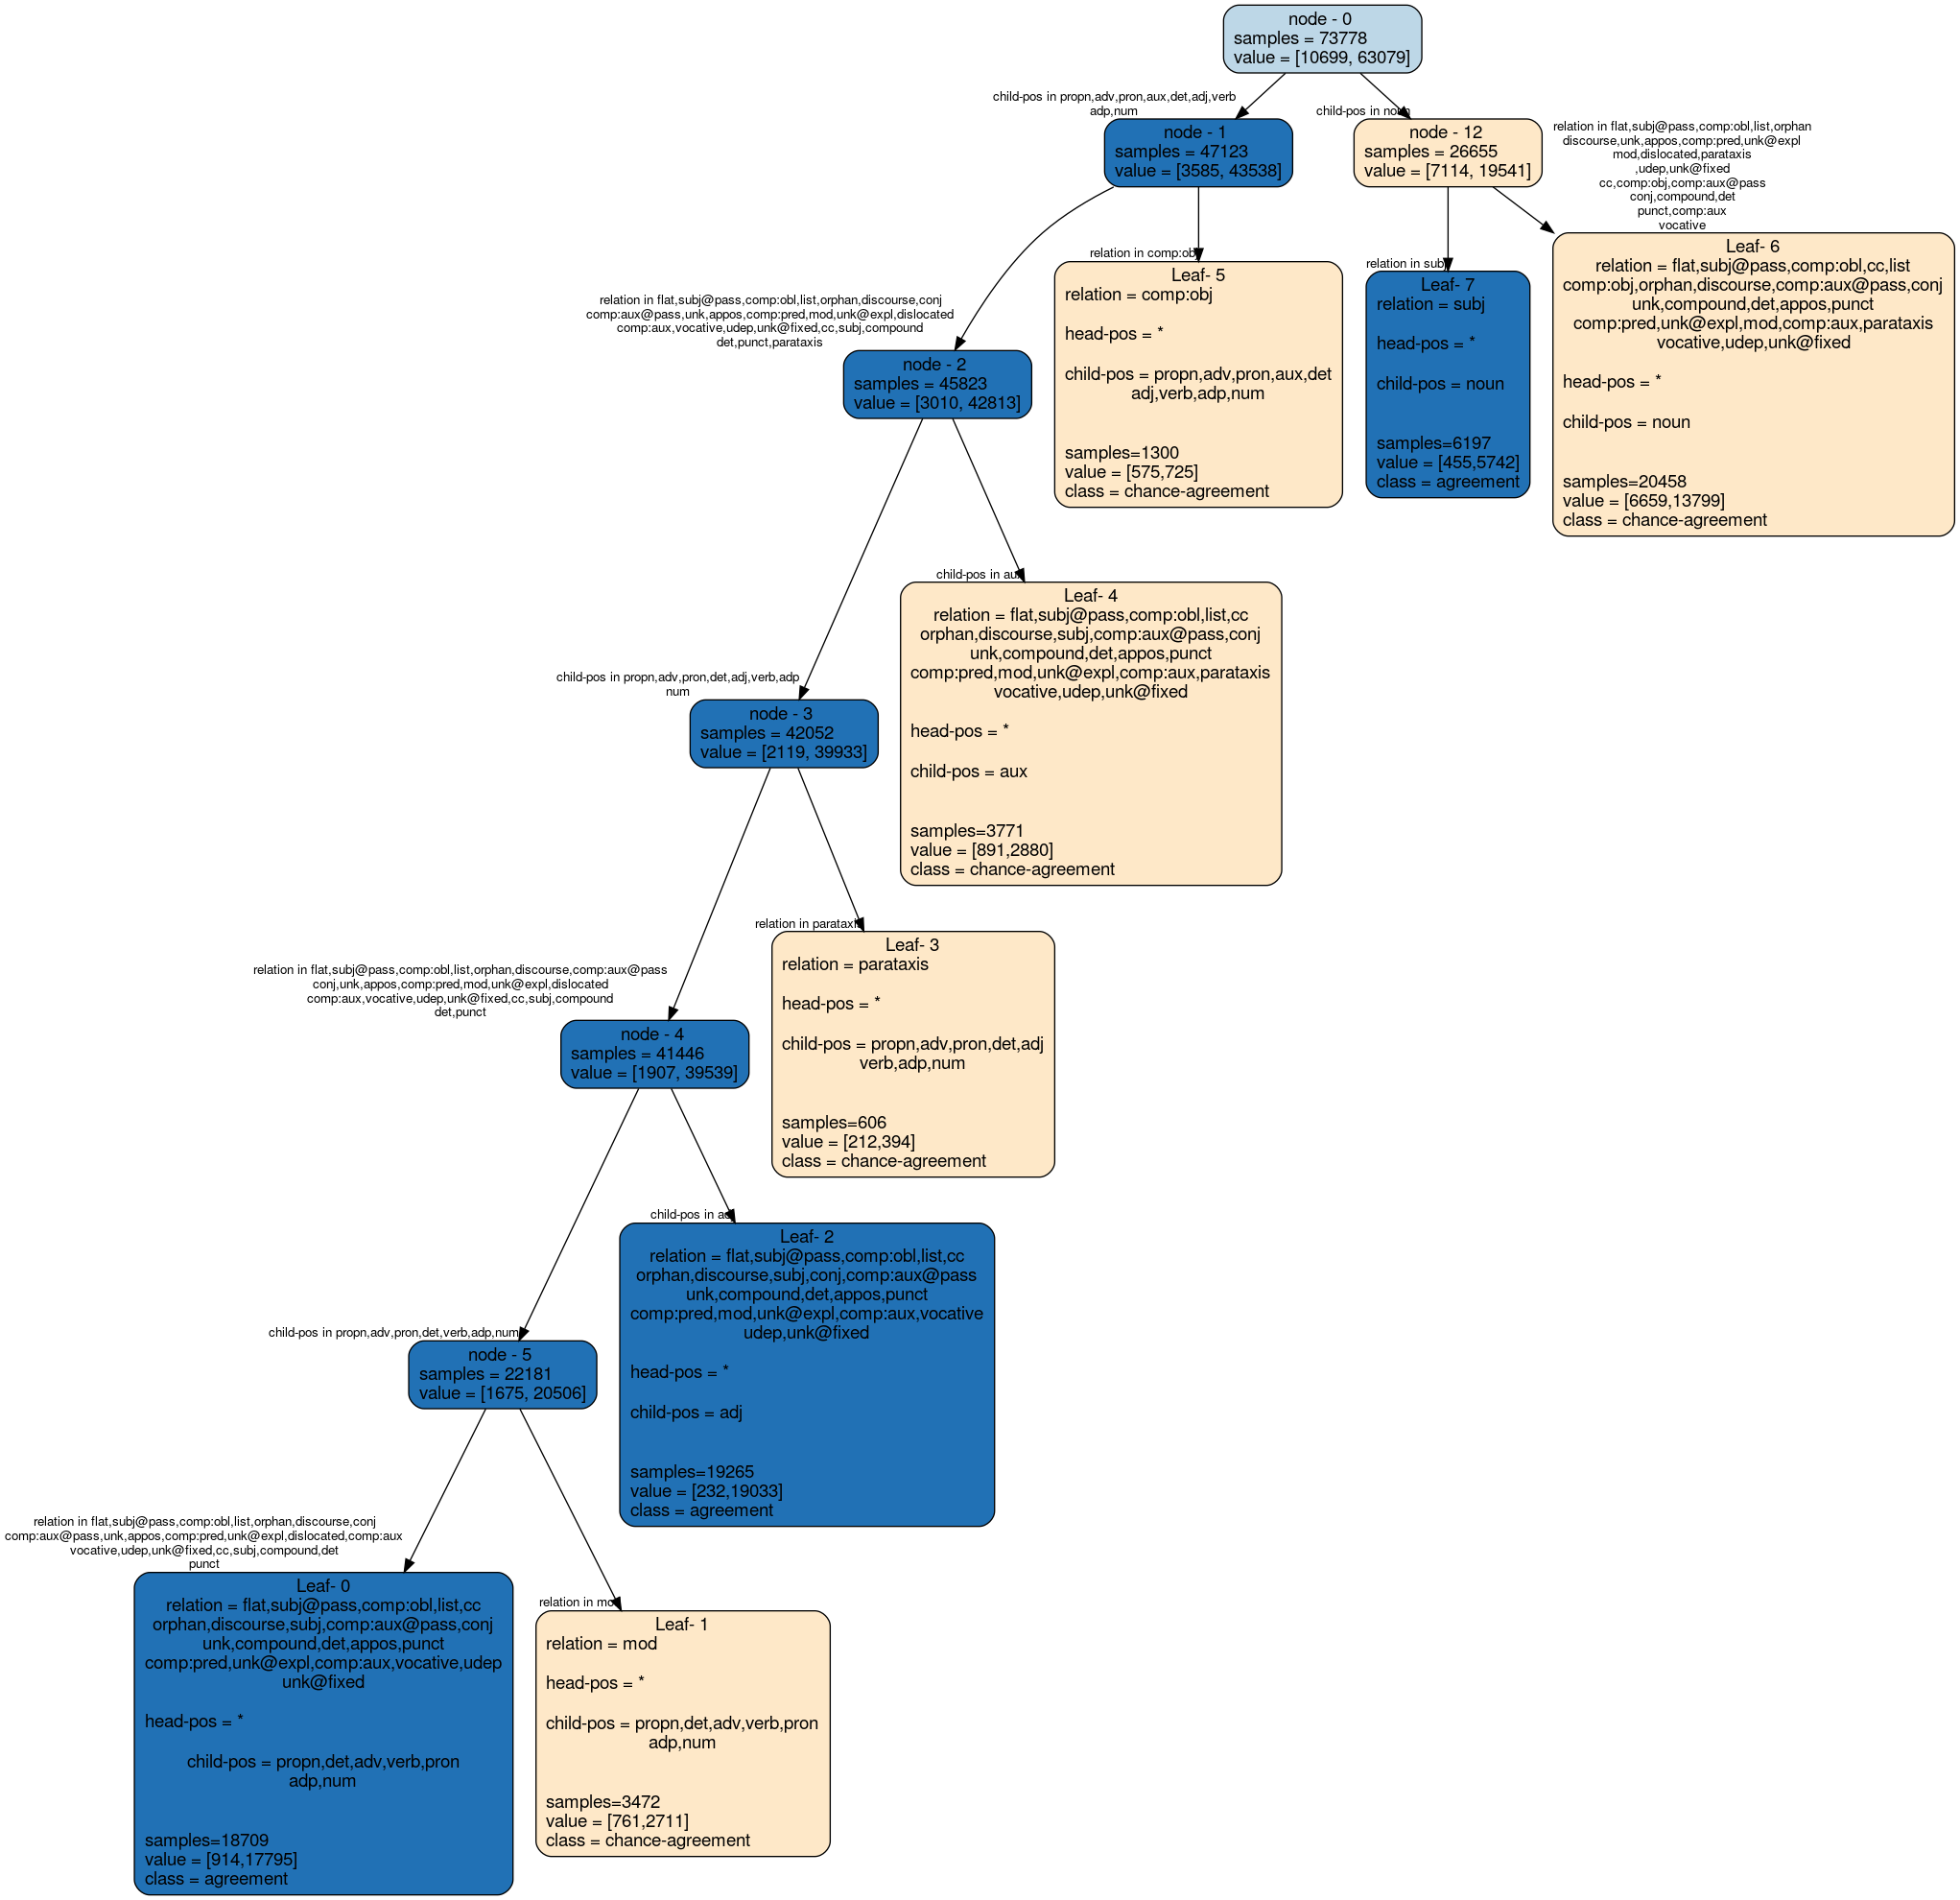 node - 0
samples = 73778
value = [10699, 63079]
child-pos in propn,adv,pron,aux,det,adj,verb
adp,num
node - 1
samples = 47123
value = [3585, 43538]
child-pos in noun
node - 12
samples = 26655
value = [7114, 19541]
relation in flat,subj@pass,comp:obl,list,orphan
discourse,unk,appos,comp:pred,unk@expl
mod,dislocated,parataxis
,udep,unk@fixed
cc,comp:obj,comp:aux@pass
conj,compound,det
punct,comp:aux
vocative
relation in flat,subj@pass,comp:obl,list,orphan,discourse,conj
comp:aux@pass,unk,appos,comp:pred,mod,unk@expl,dislocated
comp:aux,vocative,udep,unk@fixed,cc,subj,compound
det,punct,parataxis
node - 2
samples = 45823
value = [3010, 42813]
relation in comp:obj
Leaf- 5
relation = comp:obj
head-pos = *
child-pos = propn,adv,pron,aux,det
adj,verb,adp,num
samples=1300
value = [575,725]
class = chance-agreement
relation in subj
Leaf- 7
relation = subj
head-pos = *
child-pos = noun
samples=6197
value = [455,5742]
class = agreement
Leaf- 6
relation = flat,subj@pass,comp:obl,cc,list
comp:obj,orphan,discourse,comp:aux@pass,conj
unk,compound,det,appos,punct
comp:pred,unk@expl,mod,comp:aux,parataxis
vocative,udep,unk@fixed
head-pos = *
child-pos = noun
samples=20458
value = [6659,13799]
class = chance-agreement
child-pos in propn,adv,pron,det,adj,verb,adp
num
node - 3
samples = 42052
value = [2119, 39933]
child-pos in aux
Leaf- 4
relation = flat,subj@pass,comp:obl,list,cc
orphan,discourse,subj,comp:aux@pass,conj
unk,compound,det,appos,punct
comp:pred,mod,unk@expl,comp:aux,parataxis
vocative,udep,unk@fixed
head-pos = *
child-pos = aux
samples=3771
value = [891,2880]
class = chance-agreement
relation in flat,subj@pass,comp:obl,list,orphan,discourse,comp:aux@pass
conj,unk,appos,comp:pred,mod,unk@expl,dislocated
comp:aux,vocative,udep,unk@fixed,cc,subj,compound
det,punct
node - 4
samples = 41446
value = [1907, 39539]
relation in parataxis
Leaf- 3
relation = parataxis
head-pos = *
child-pos = propn,adv,pron,det,adj
verb,adp,num
samples=606
value = [212,394]
class = chance-agreement
child-pos in propn,adv,pron,det,verb,adp,num
node - 5
samples = 22181
value = [1675, 20506]
child-pos in adj
Leaf- 2
relation = flat,subj@pass,comp:obl,list,cc
orphan,discourse,subj,conj,comp:aux@pass
unk,compound,det,appos,punct
comp:pred,mod,unk@expl,comp:aux,vocative
udep,unk@fixed
head-pos = *
child-pos = adj
samples=19265
value = [232,19033]
class = agreement
relation in flat,subj@pass,comp:obl,list,orphan,discourse,conj
comp:aux@pass,unk,appos,comp:pred,unk@expl,dislocated,comp:aux
vocative,udep,unk@fixed,cc,subj,compound,det
punct
Leaf- 0
relation = flat,subj@pass,comp:obl,list,cc
orphan,discourse,subj,comp:aux@pass,conj
unk,compound,det,appos,punct
comp:pred,unk@expl,comp:aux,vocative,udep
unk@fixed
head-pos = *
child-pos = propn,det,adv,verb,pron
adp,num
samples=18709
value = [914,17795]
class = agreement
relation in mod
Leaf- 1
relation = mod
head-pos = *
child-pos = propn,det,adv,verb,pron
adp,num
samples=3472
value = [761,2711]
class = chance-agreement